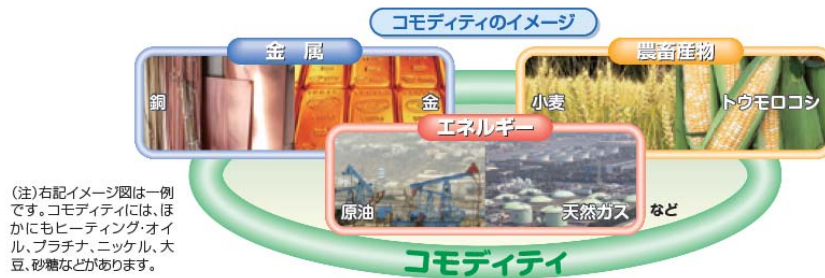 コモディティのイメージ
金 属
農畜産物
銅
金
小麦
トウモロコシ
エネルギー
原油
天然ガス
など
(注)右記イメージ図は一例
です。コモディティには、ほ
かにもヒーティング・オイ
ル、プラチナ、ニッケル、大
豆、砂糖などがあります。
コモディティ